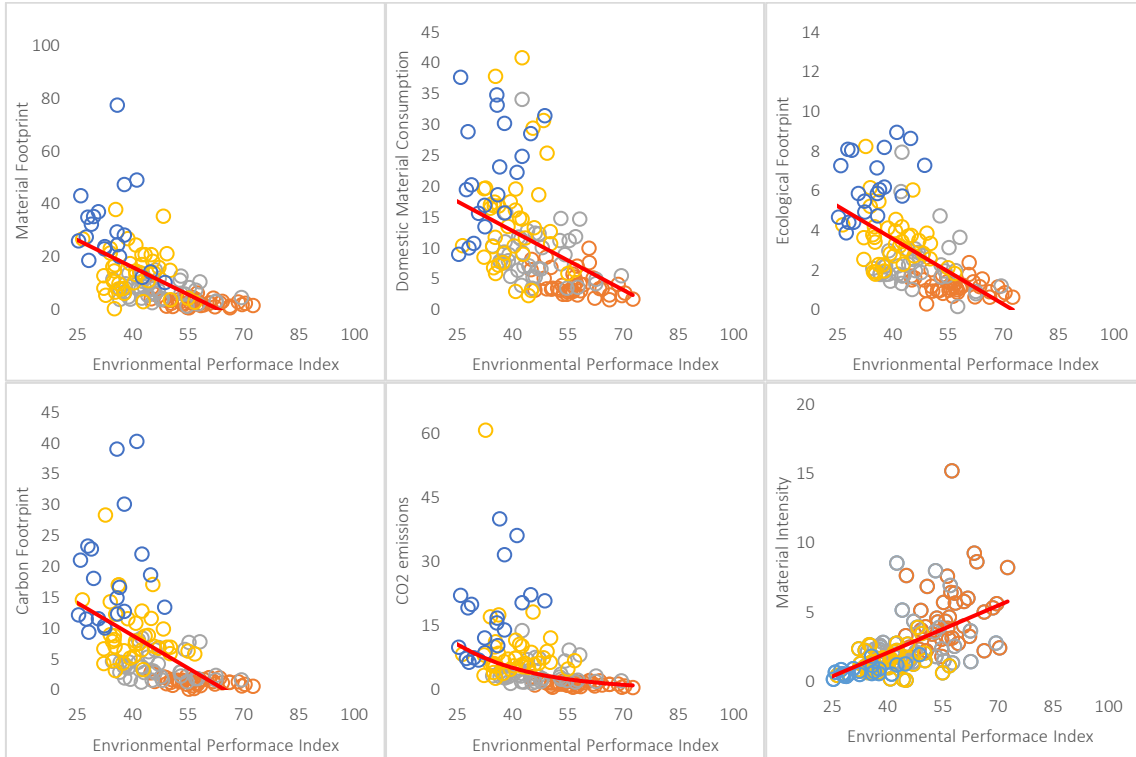 100
80
60
40
20
0
Material Footprint
25 40 55 70 85 100
Envrionmental Performace Index
45
40
35
30
25
20
15
10
5
0
Domestic Material Consumption
25 40 55 70 85 100
Envrionmental Performace Index
14
12
10
8
6
4
2
0
Ecological Footrpint
25 40 55 70 85 100
Envrionmental Performace Index
45
40
35
30
25
20
15
10
5
0
Carbon Footrpint
25 40 55 70 85 100
Envrionmental Performace Index
60
45
30
15
0
CO2 emissions
25 40 55 70 85 100
Envrionmental Performace Index
20
15
10
5
0
Material Intensity
25 40 55 70 85 100
Envrionmental Performace Index